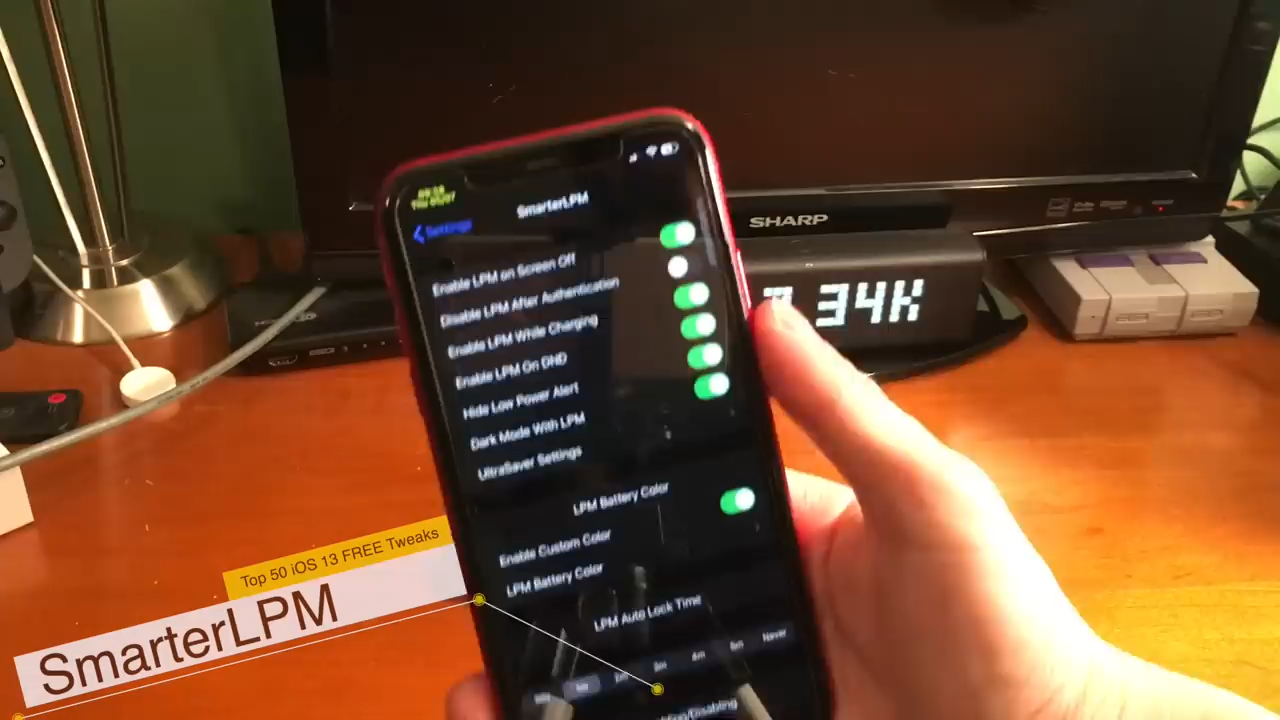 SmarterLPM
Settings
Enable LPM on Screen Off
Disable LPM After Authentication
Enable LPM While Charging
Enable LPM On DND
Hide Low Power Alert
Dark Mode With LPM
UltraSaver Settings
LPM Battery Color
Enable Custom Color
LPM Battery Color
LPM Auto Lock Time
Never
SHARP
34K
Top 50 iOS 13 FREE Tweaks
SmarterLPM